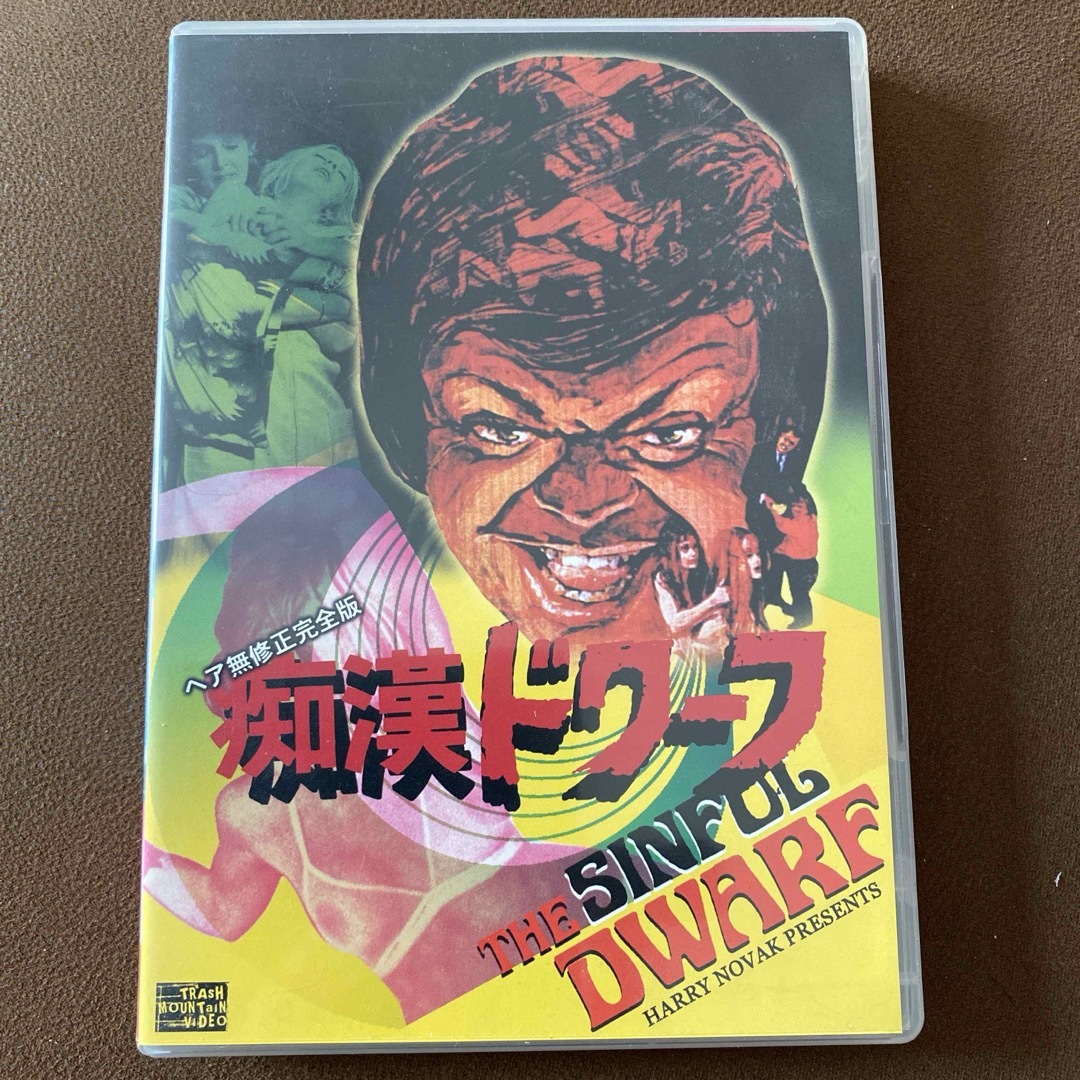 ヘア無修正完全版
痴漢ドワーフ
THE SINFUL
DWARF
HARRY NOVAK PRESENTS
TRASH
MOUNTAIN
VIDEO